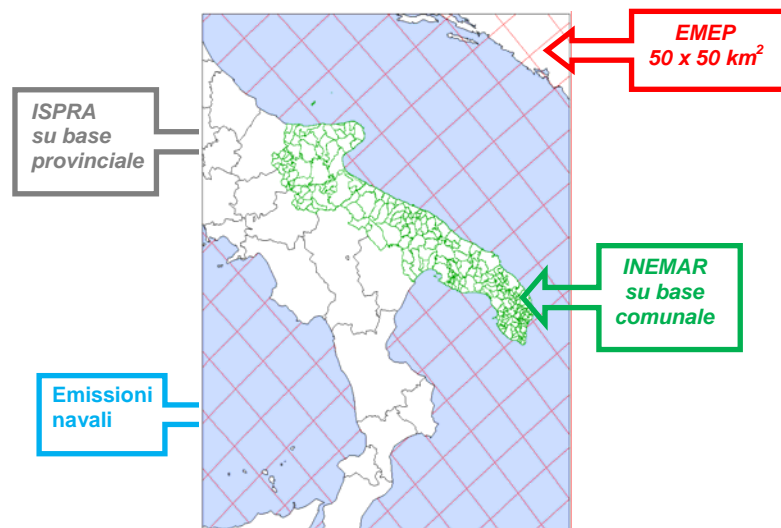 EMEP
50 x 50 km²
ISPRA
su base
provinciale
INEMAR
su base
comunale
Emissioni
navali